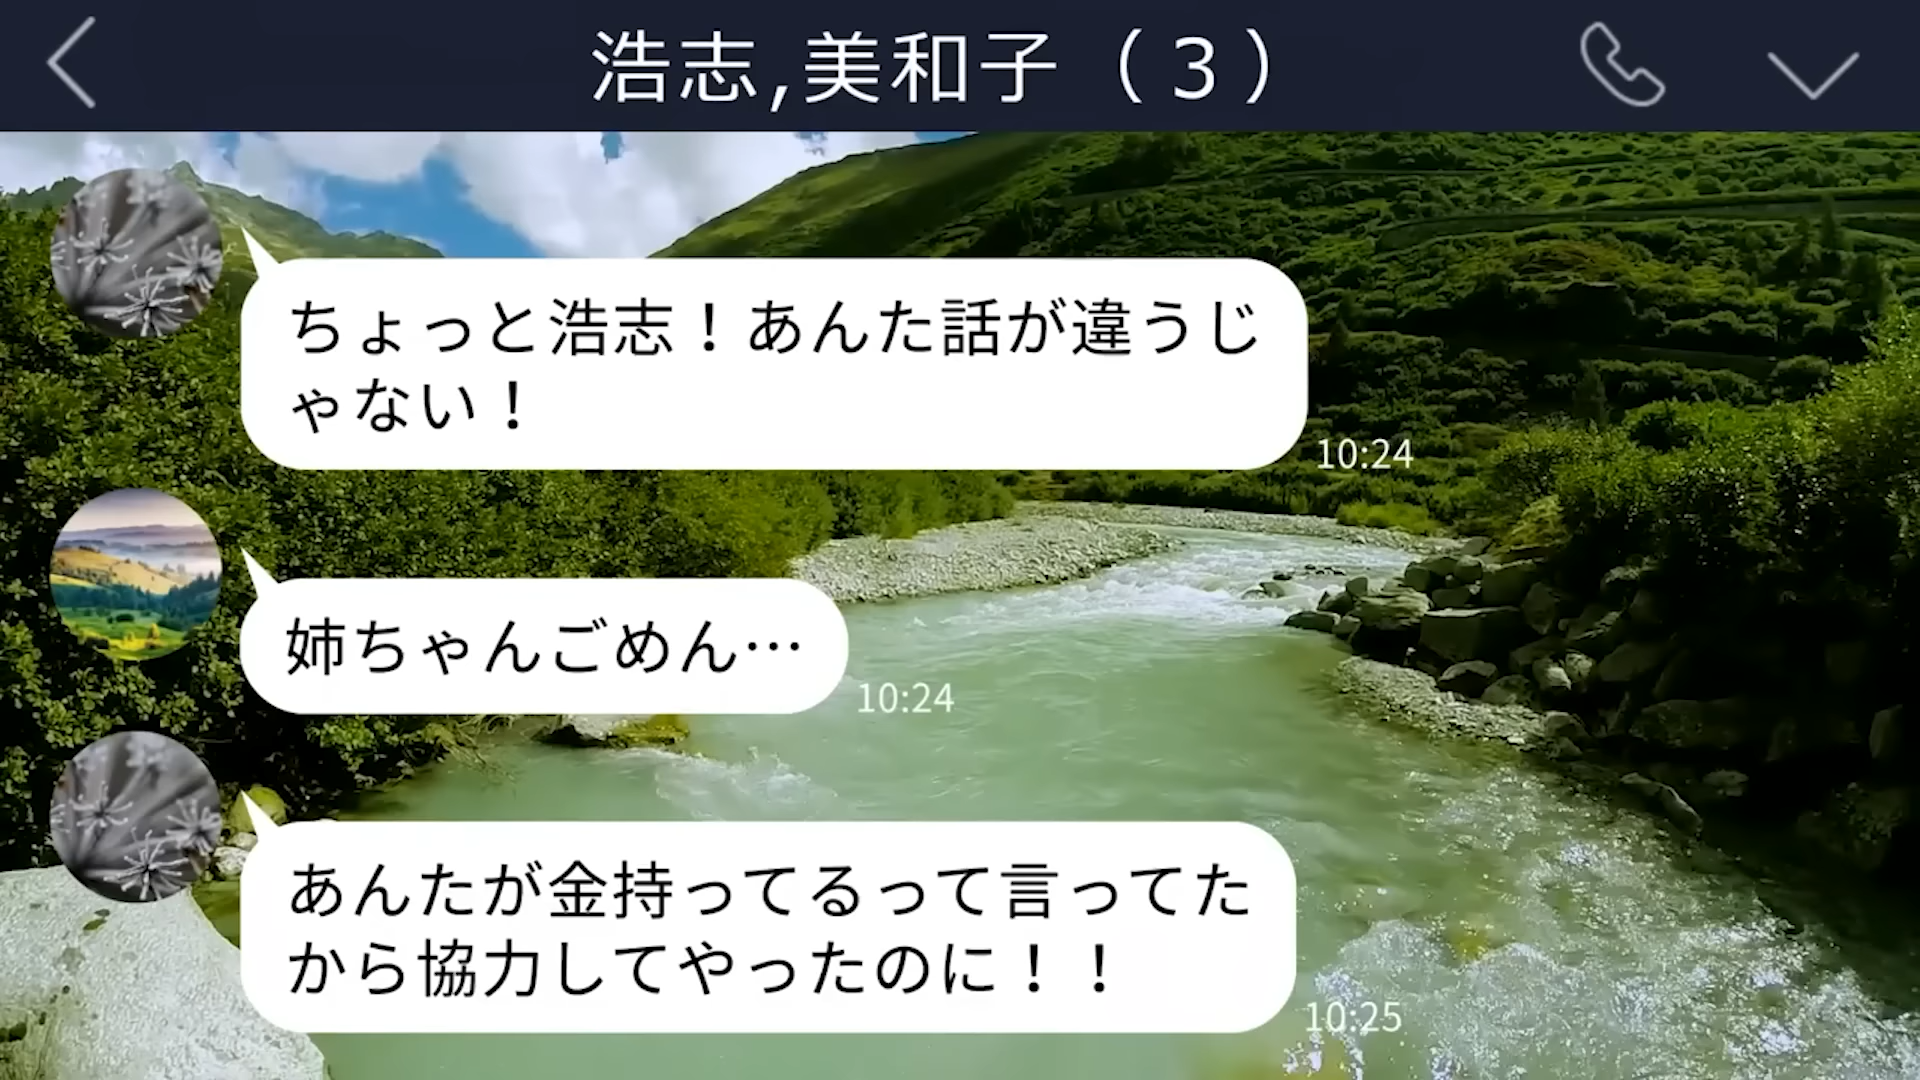 浩志,美和子（３）
ちょっと浩志！あんた話が違うじ
ゃない！
10:24
姉ちゃんごめん…
10:24
あんたが金持ってるって言ってた
から協力してやったのに！！
10:25